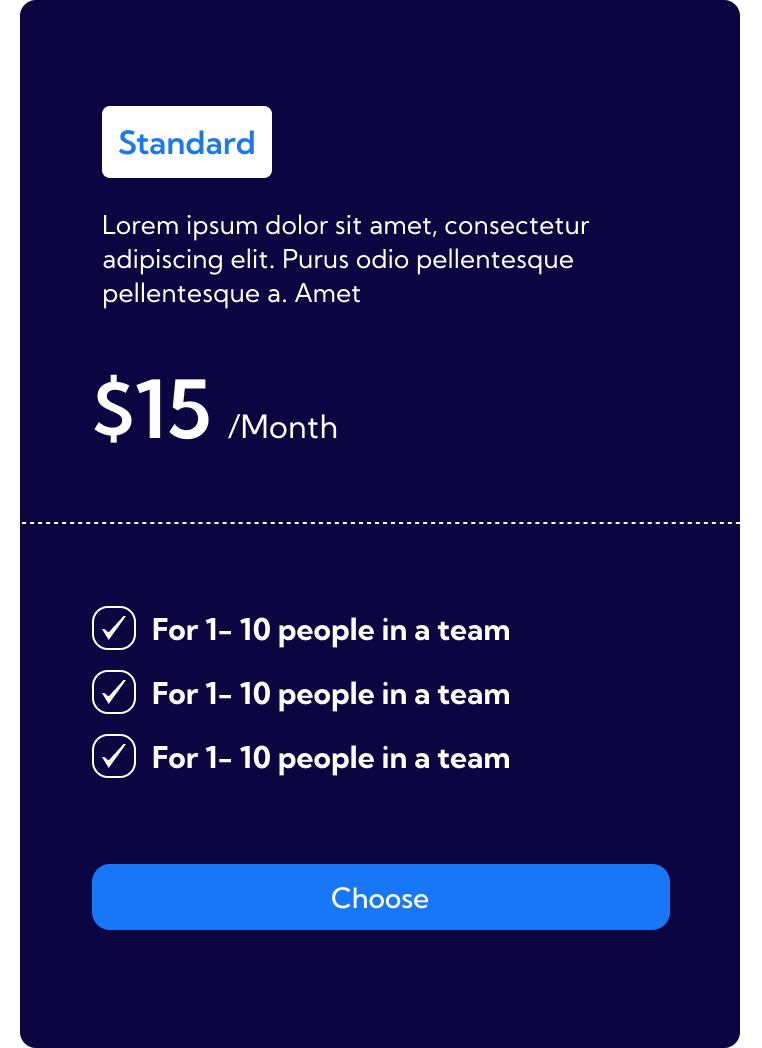 Standard
Lorem ipsum dolor sit amet, consectetur
adipiscing elit. Purus odio pellentesque
pellentesque a. Amet
$15 /Month
For 1- 10 people in a team
For 1- 10 people in a team
For 1- 10 people in a team
Choose